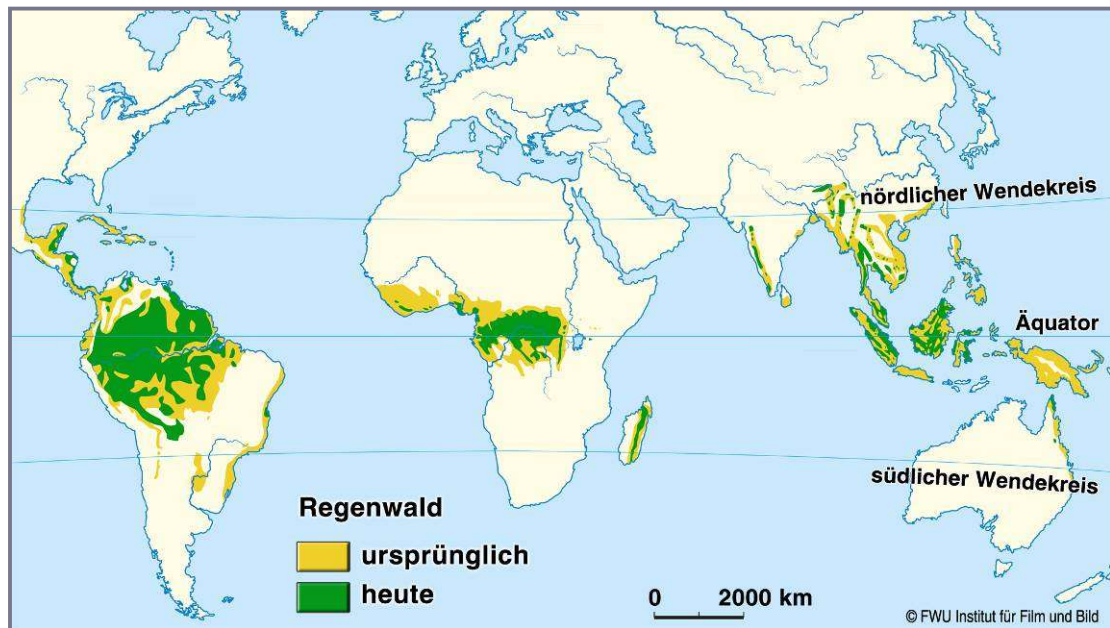 nördlicher Wendekreis
Äquator
südlicher Wendekreis
Regenwald
ursprünglich
heute
0 2000 km
© FWU Institut für Film und Bild